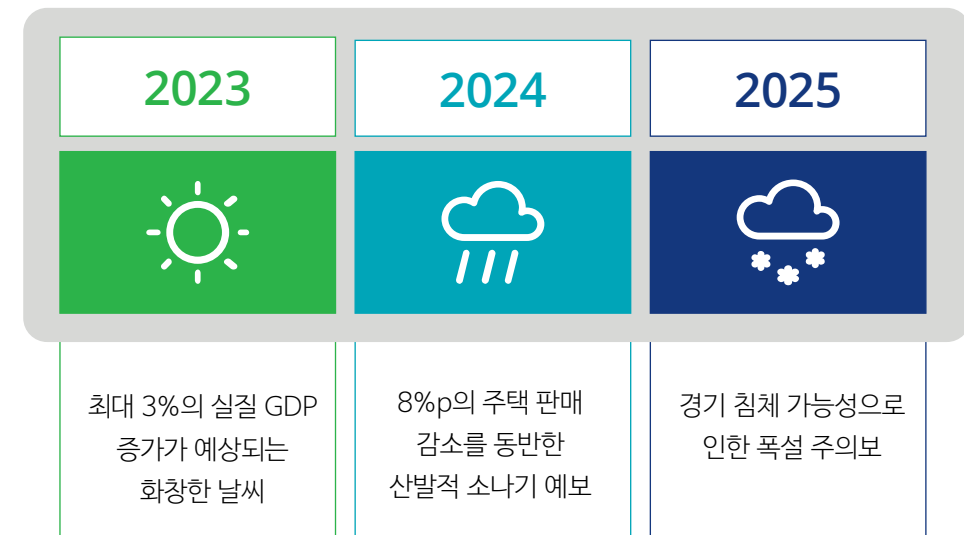 2023
2024
2025
최대 3%의 실질 GDP
증가가 예상되는
화창한 날씨
8%p의 주택 판매
감소를 동반한
산발적 소나기 예보
경기 침체 가능성으로
인한 폭설 주의보